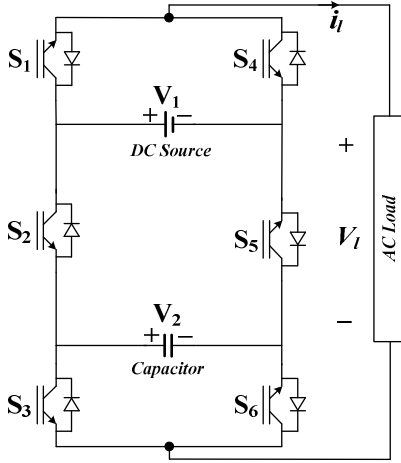 i_l
S₁
S₄
V₁
+ −
DC Source
+
S₂
S₅
V_l
AC Load
V₂
+ −
−
Capacitor
S₃
S₆